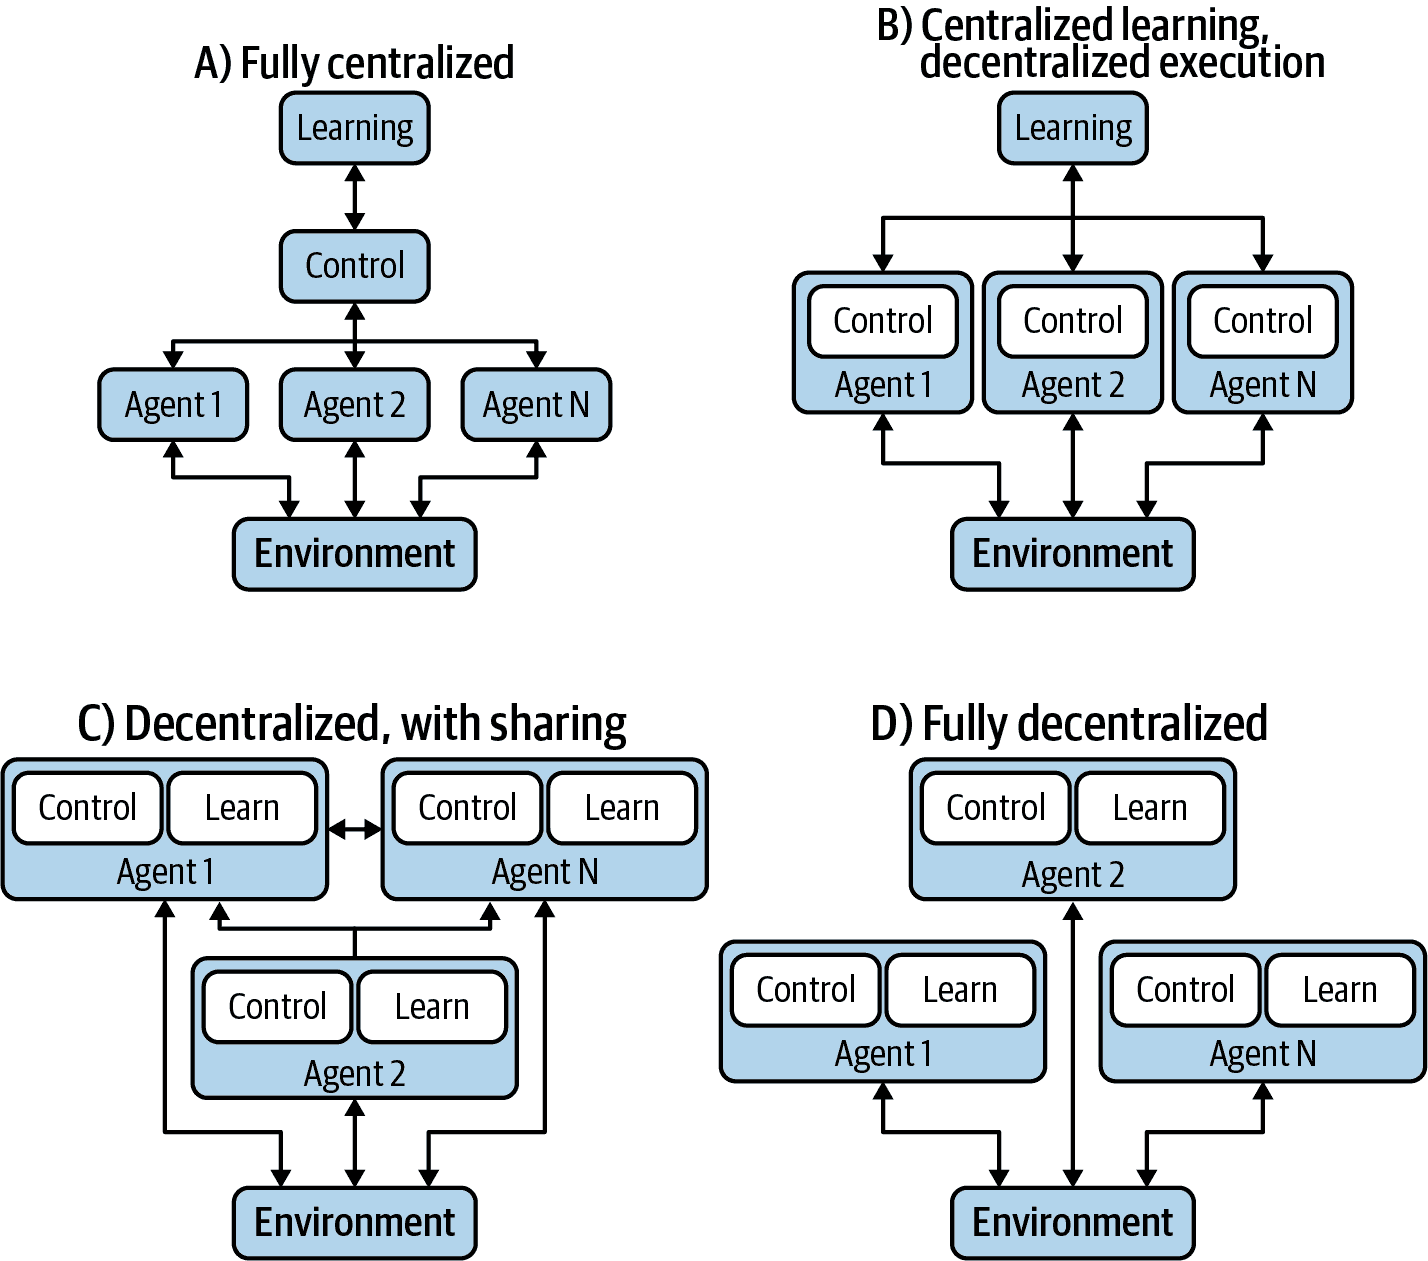 A) Fully centralized
Learning
Control
Agent 1
Agent 2
Agent N
Environment
B) Centralized learning,
decentralized execution
Learning
Control
Control
Control
Agent 1
Agent 2
Agent N
Environment
C) Decentralized, with sharing
Control
Learn
Agent 1
Control
Learn
Agent N
Control
Learn
Agent 2
Environment
D) Fully decentralized
Control
Learn
Agent 2
Control
Learn
Agent 1
Control
Learn
Agent N
Environment